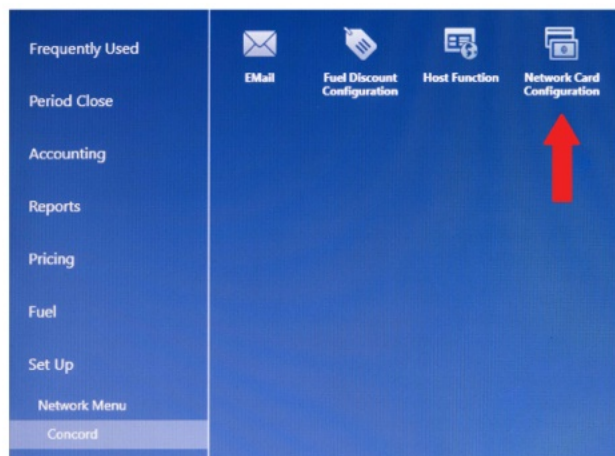 Frequently Used
Period Close
Accounting
Reports
Pricing
Fuel
Set Up
Network Menu
Concord
EMail
Fuel Discount
Configuration
Host Function
Network Card
Configuration